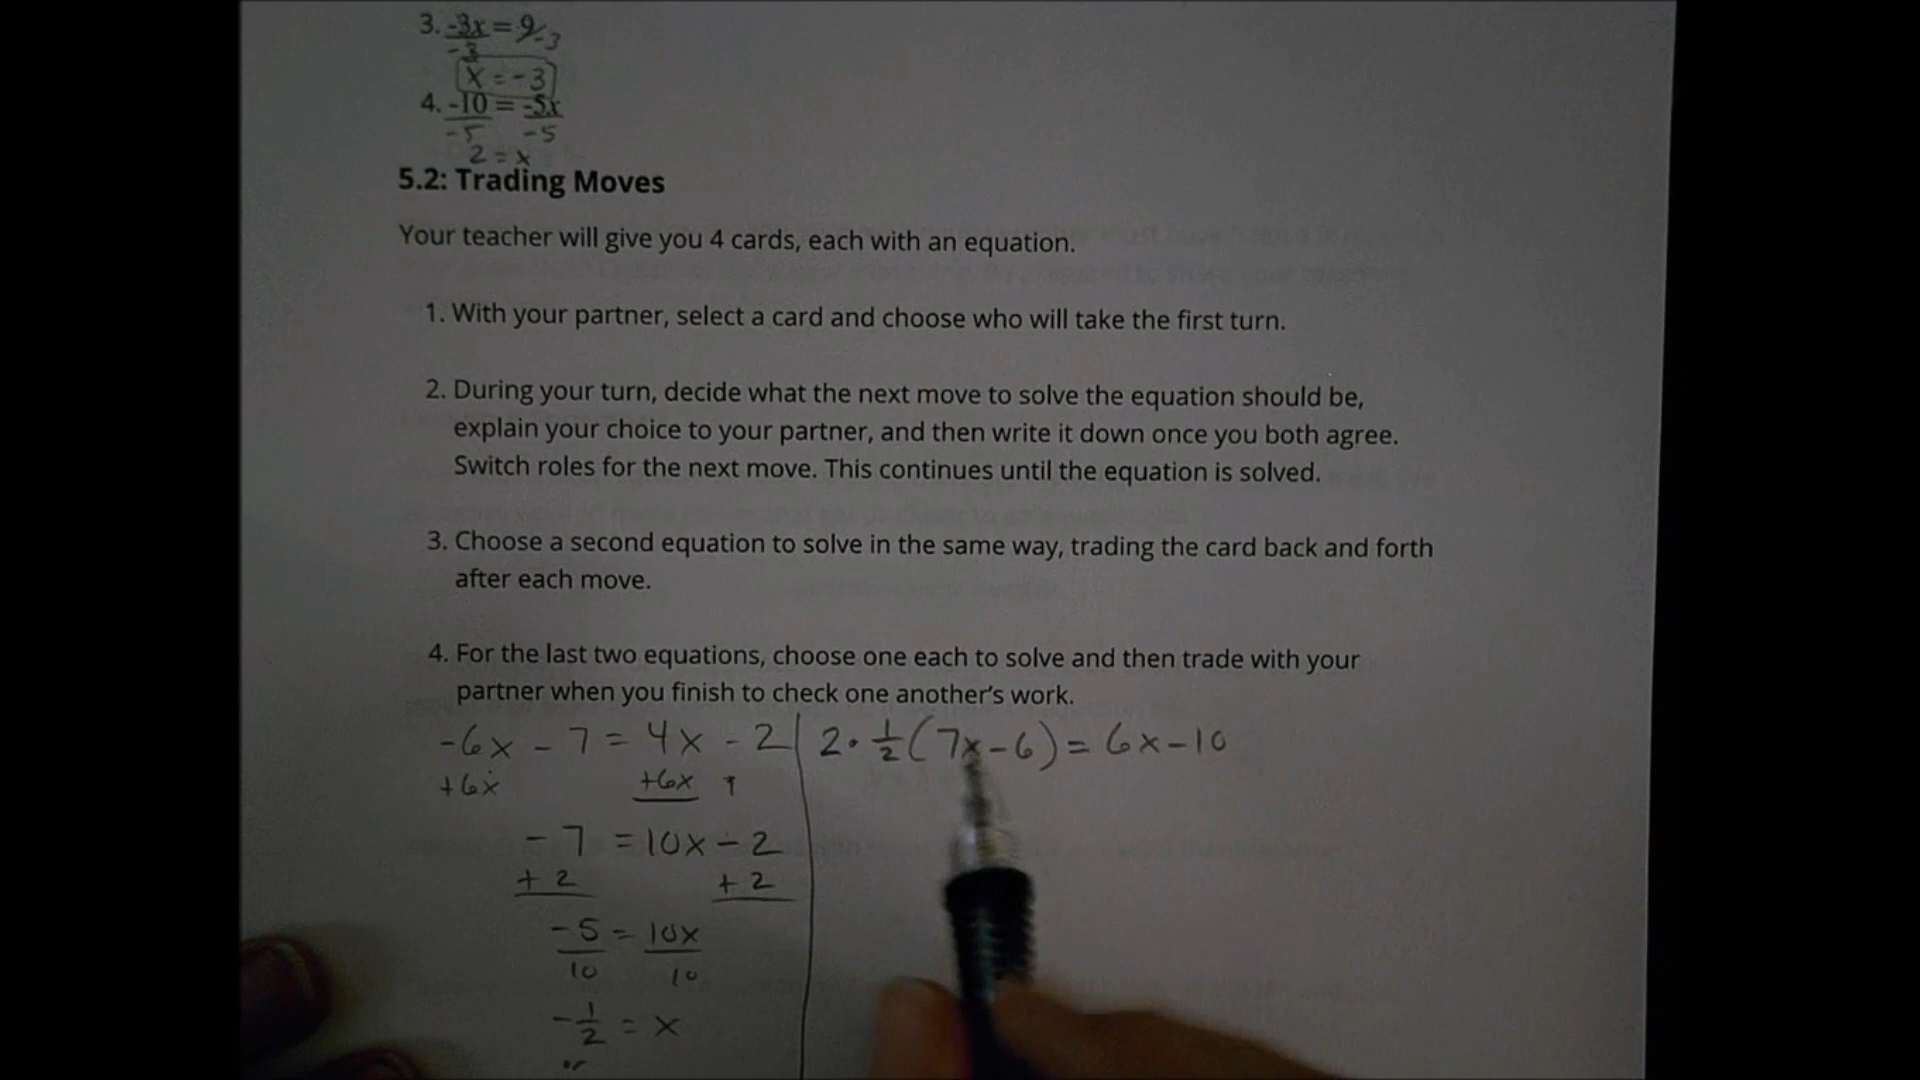 3. -3x = 9/-3
-3
x = -3
4. -10 = -5x
-5 -5
2 = x
5.2: Trading Moves
Your teacher will give you 4 cards, each with an equation.
1. With your partner, select a card and choose who will take the first turn.
2. During your turn, decide what the next move to solve the equation should be,
explain your choice to your partner, and then write it down once you both agree.
Switch roles for the next move. This continues until the equation is solved.
3. Choose a second equation to solve in the same way, trading the card back and forth
after each move.
4. For the last two equations, choose one each to solve and then trade with your
partner when you finish to check one another's work.
-6x - 7 = 4x - 2 | 2 · 1/2 (7x - 6) = 6x - 10
+6x +6x
-7 = 10x - 2
+ 2 + 2
-5 = 10x
10 10
-1/2 = x
or